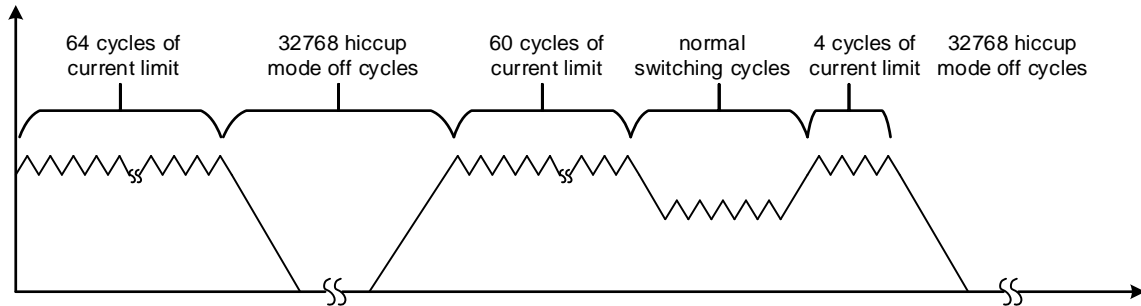 64 cycles of
current limit
32768 hiccup
mode off cycles
60 cycles of
current limit
normal
switching cycles
4 cycles of
current limit
32768 hiccup
mode off cycles